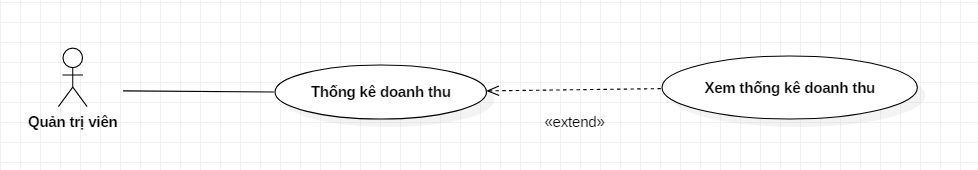 Thống kê doanh thu
Xem thống kê doanh thu
Quản trị viên
«extend»